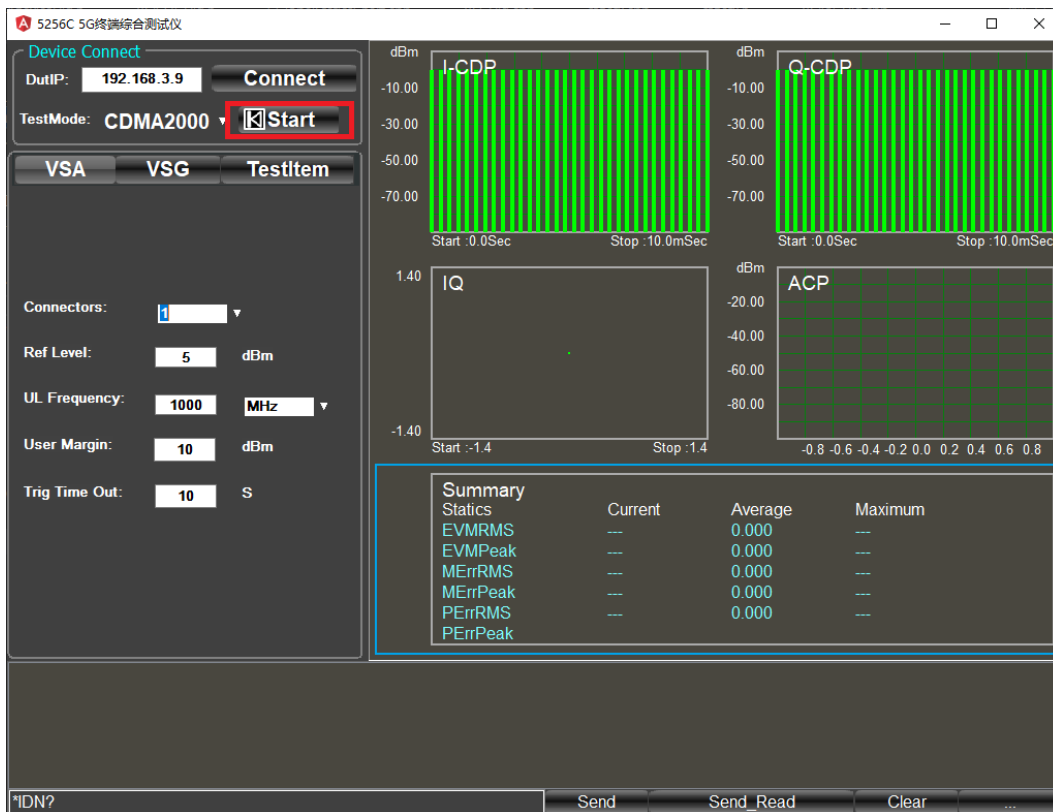 5256C 5G终端综合测试仪
Device Connect
DutIP: 192.168.3.9 Connect
TestMode: CDMA2000 Start
VSA VSG TestItem
Connectors: 1
Ref Level: 5 dBm
UL Frequency: 1000 MHz
User Margin: 10 dBm
Trig Time Out: 10 S
dBm
I-CDP
-10.00
-30.00
-50.00
-70.00
Start :0.0Sec Stop :10.0mSec
dBm
Q-CDP
-10.00
-30.00
-50.00
-70.00
Start :0.0Sec Stop :10.0mSec
1.40
IQ
-1.40
Start :-1.4 Stop :1.4
dBm
ACP
-20.00
-40.00
-60.00
-80.00
-0.8 -0.6 -0.4 -0.2 0.0 0.2 0.4 0.6 0.8
Summary
Statics Current Average Maximum
EVMRMS --- 0.000 ---
EVMPeak --- 0.000 ---
MErrRMS --- 0.000 ---
MErrPeak --- 0.000 ---
PErrRMS --- 0.000 ---
PErrPeak
*IDN? Send Send_Read Clear ...